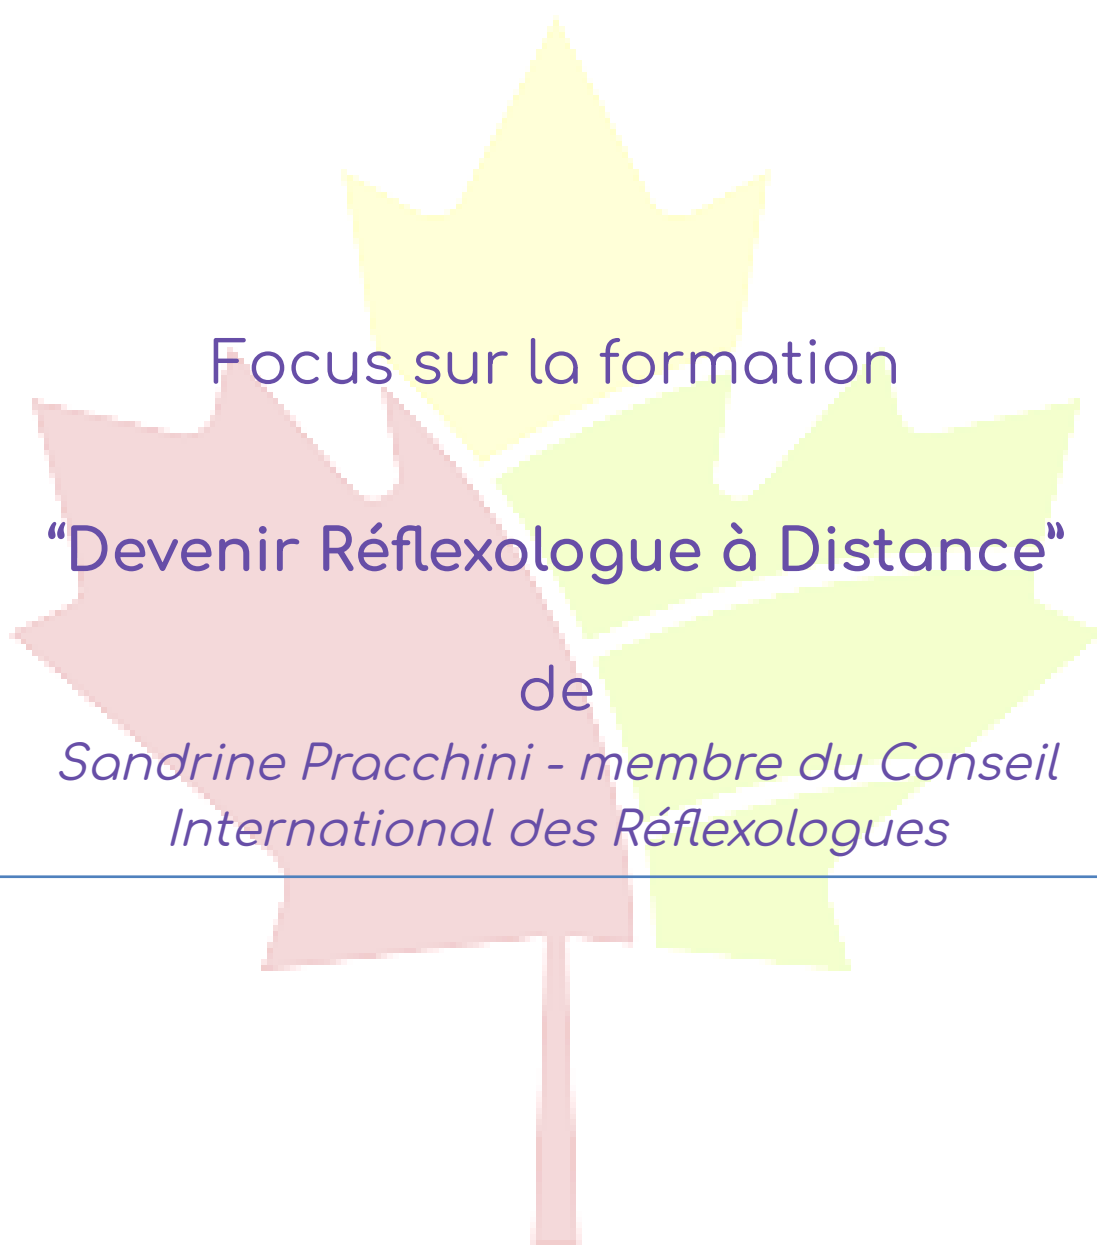 Focus sur la formation
“Devenir Réflexologue à Distance”
de
Sandrine Pracchini - membre du Conseil
International des Réflexologues